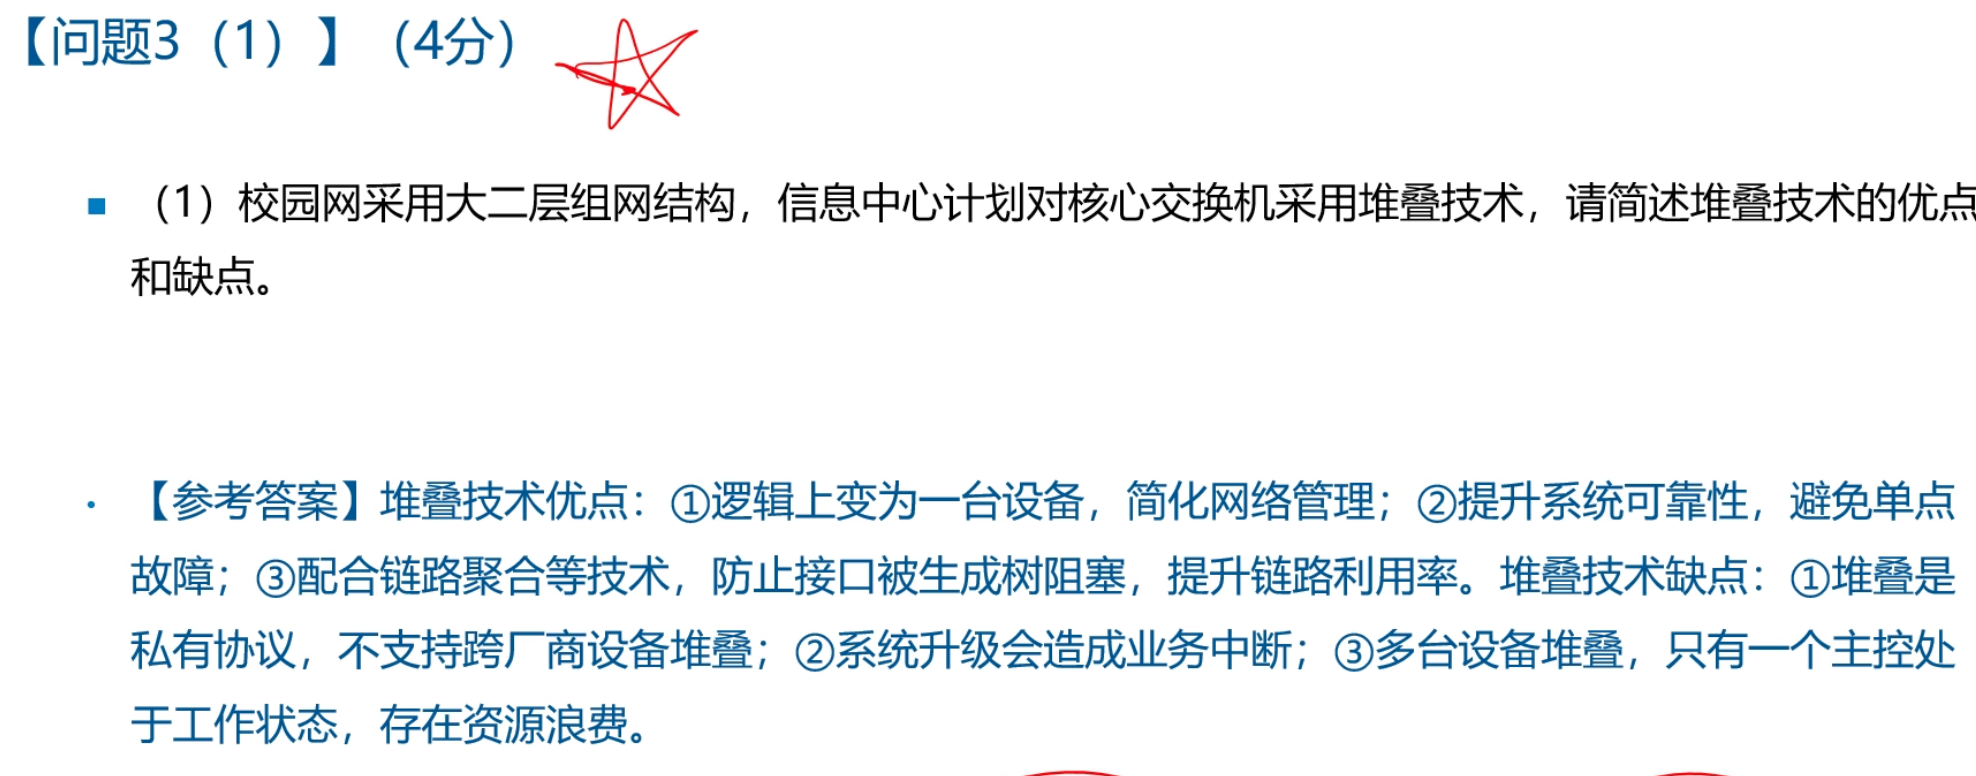 【问题3（1）】（4分）
（1）校园网采用大二层组网结构，信息中心计划对核心交换机采用堆叠技术，请简述堆叠技术的优点
和缺点。
【参考答案】堆叠技术优点：①逻辑上变为一台设备，简化网络管理；②提升系统可靠性，避免单点
故障；③配合链路聚合等技术，防止接口被生成树阻塞，提升链路利用率。堆叠技术缺点：①堆叠是
私有协议，不支持跨厂商设备堆叠；②系统升级会造成业务中断；③多台设备堆叠，只有一个主控处
于工作状态，存在资源浪费。